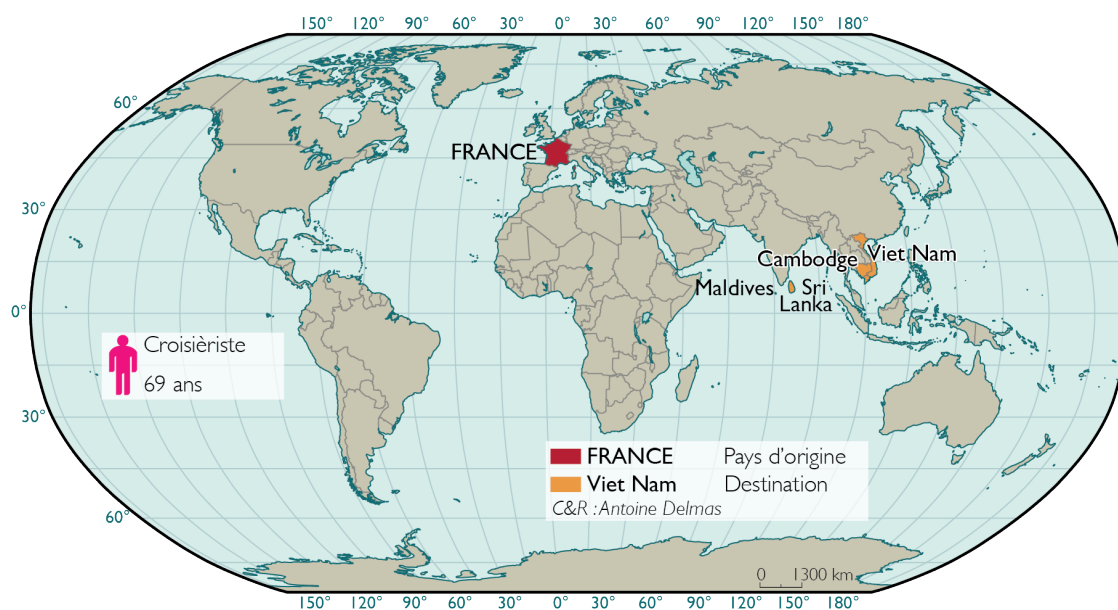 150° 120° 90° 60° 30° 0° 30° 60° 90° 120° 150° 180°
60°
FRANCE
30°
Viet Nam
Cambodge
Maldives
Sri
Lanka
0°
Croisièriste
69 ans
30°
FRANCE Pays d'origine
Viet Nam Destination
C&R : Antoine Delmas
60°
0 1300 km
150° 120° 90° 60° 30° 0° 30° 60° 90° 120° 150° 180°